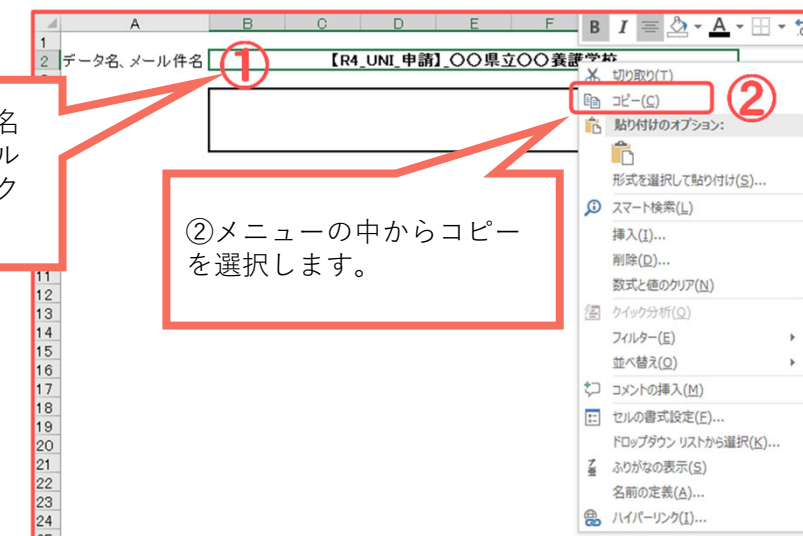 A B C D E F
B I A
1
2 データ名、メール件名 【R4_UNI_申請】_〇〇県立〇〇養護学校
①
②
名
ル
ク
②メニューの中からコピー
を選択します。
切り取り(T)
コピー(C)
貼り付けのオプション:
形式を選択して貼り付け(S)...
スマート検索(L)
挿入(I)...
削除(D)...
数式と値のクリア(N)
クイック分析(Q)
フィルター(E)
並べ替え(O)
コメントの挿入(M)
セルの書式設定(F)...
ドロップダウン リストから選択(K)...
ふりがなの表示(S)
名前の定義(A)...
ハイパーリンク(I)...
11
12
13
14
15
16
17
18
19
20
21
22
23
24